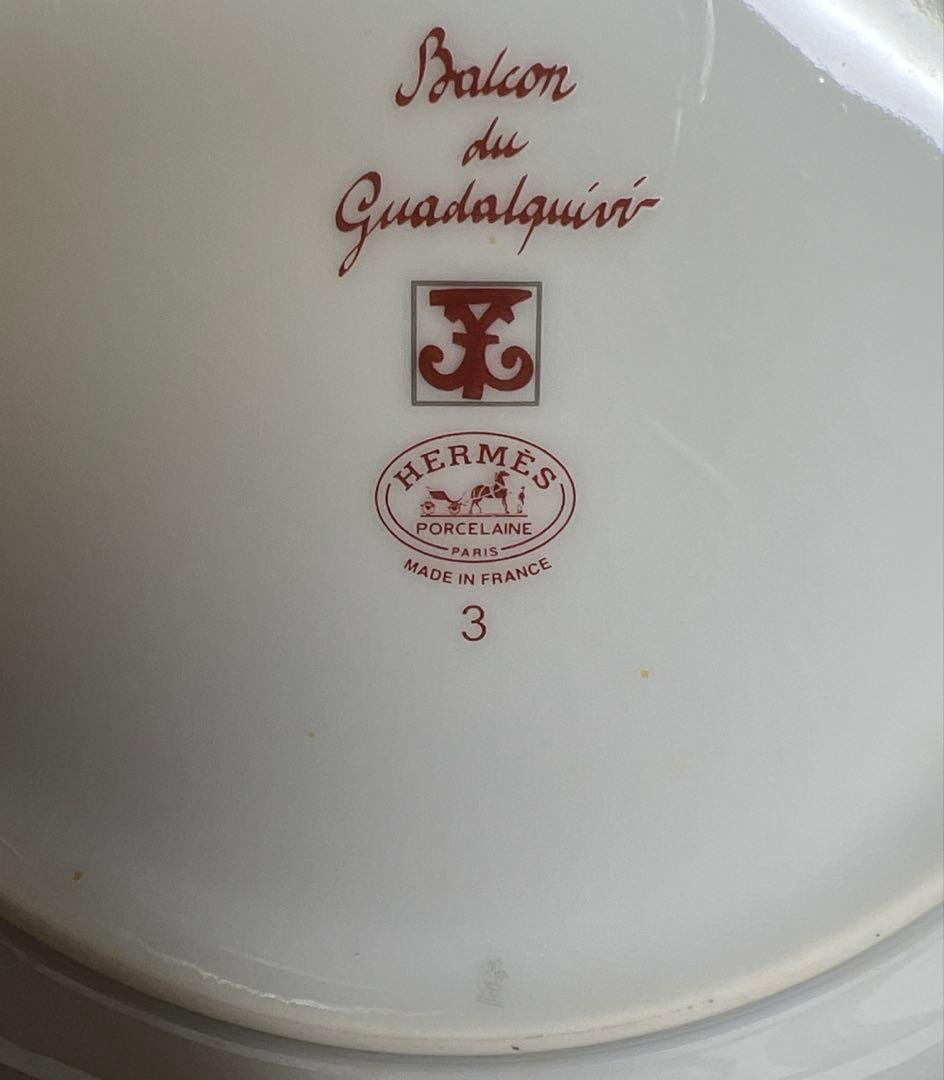 Balcon
du
Guadalquivir
HERMÈS
PORCELAINE
PARIS
MADE IN FRANCE
3